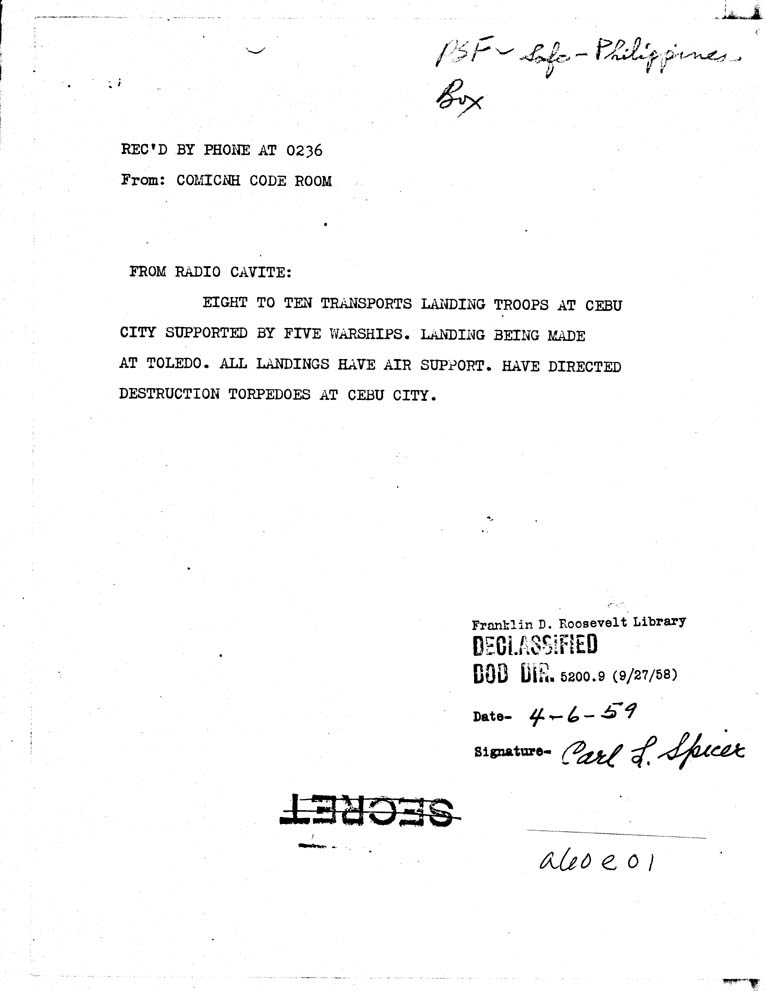 PSF - Safe - Philippines
Box
REC'D BY PHONE AT 0236
From: COMICNH CODE ROOM
FROM RADIO CAVITE:
EIGHT TO TEN TRANSPORTS LANDING TROOPS AT CEBU
CITY SUPPORTED BY FIVE WARSHIPS. LANDING BEING MADE
AT TOLEDO. ALL LANDINGS HAVE AIR SUPPORT. HAVE DIRECTED
DESTRUCTION TORPEDOES AT CEBU CITY.
Franklin D. Roosevelt Library
DECLASSIFIED
DOD DIR. 5200.9 (9/27/58)
Date- 4-6-59
Signature- Carl L. Spicer
SECRET